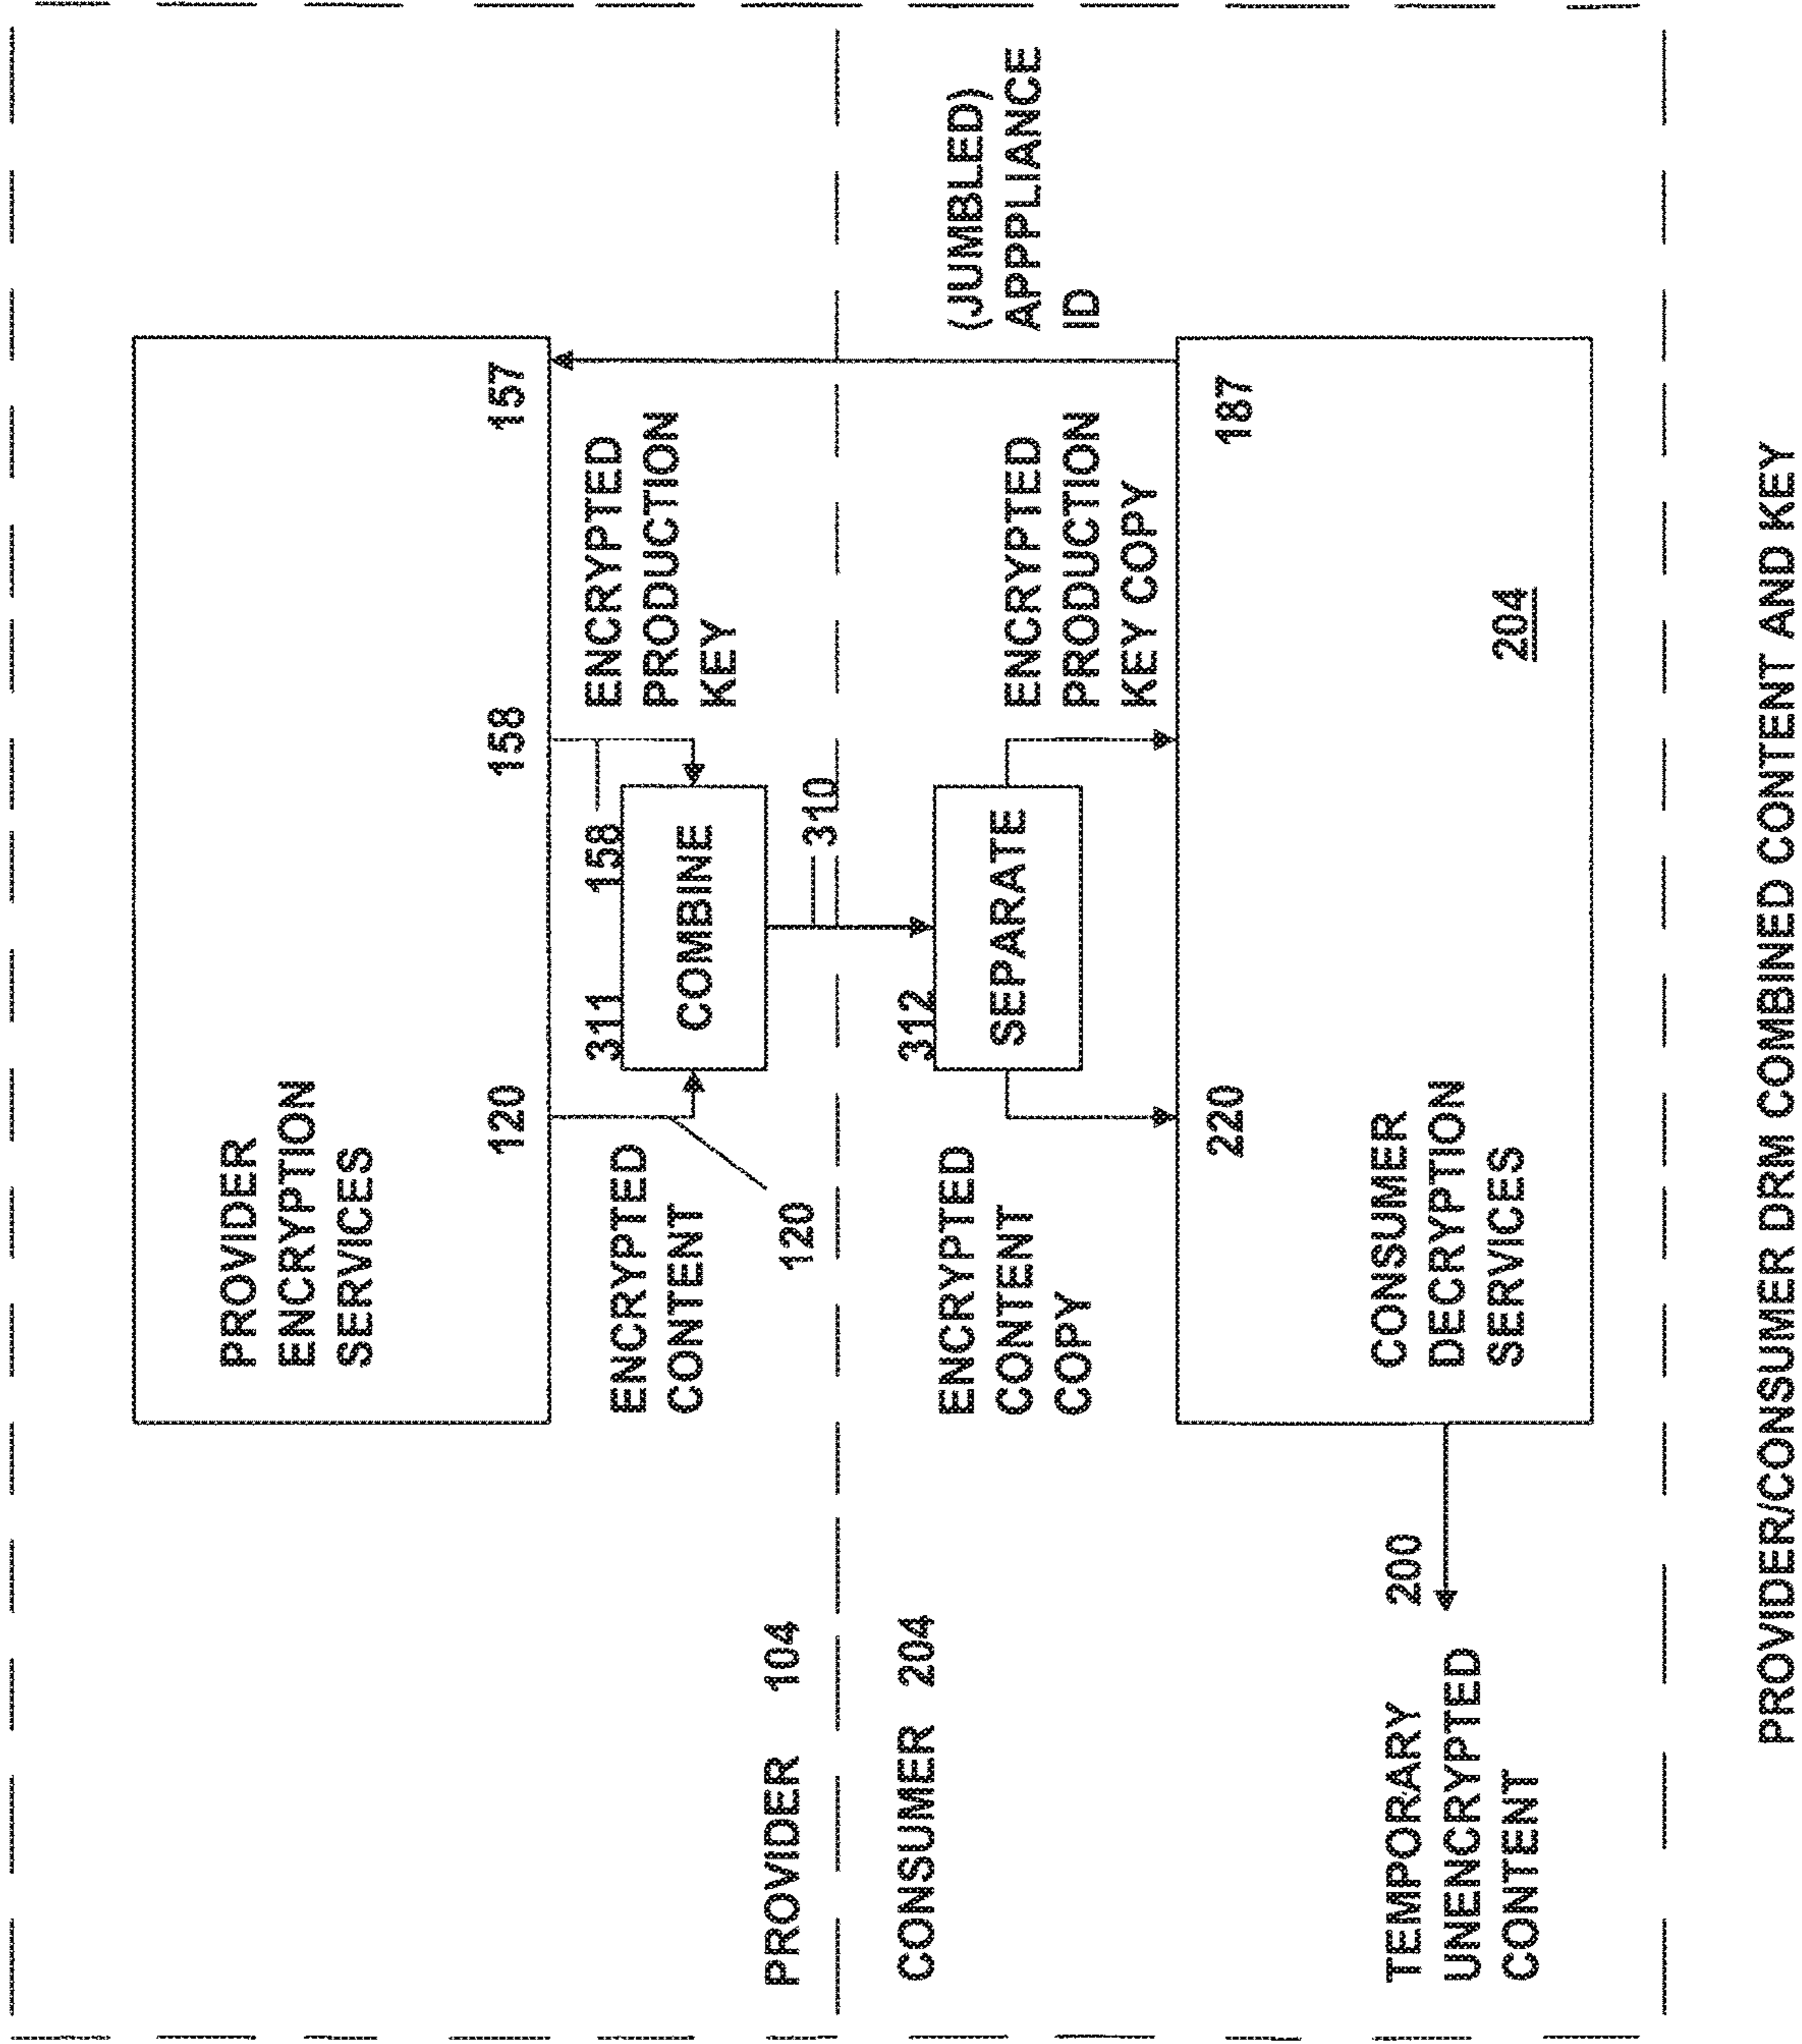 PROVIDER
ENCRYPTION
SERVICES
120
158
157
ENCRYPTED
CONTENT
120
311
COMBINE
158
ENCRYPTED
PRODUCTION
KEY
310
PROVIDER 104
CONSUMER 204
(JUMBLED)
APPPLIANCE
ID
312
SEPARATE
ENCRYPTED
CONTENT
COPY
ENCRYPTED
PRODUCTION
KEY COPY
220
187
CONSUMER
DECRYPTION
SERVICES
204
200
TEMPORARY
UNENCRYPTED
CONTENT
PROVIDER/CONSUMER DRM COMBINED CONTENT AND KEY